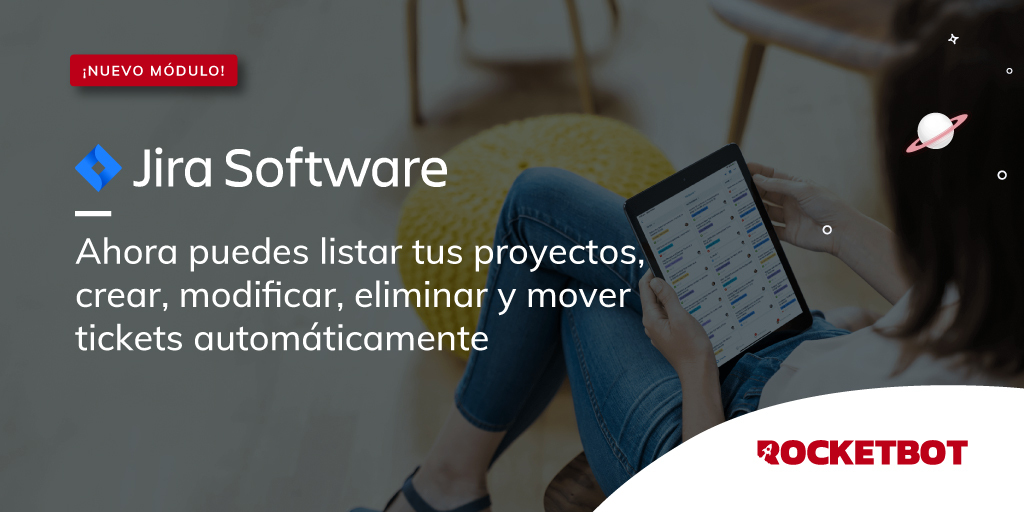 ¡NUEVO MÓDULO!
Jira Software
Ahora puedes listar tus proyectos,
crear, modificar, eliminar y mover
tickets automáticamente
ROCKETBOT